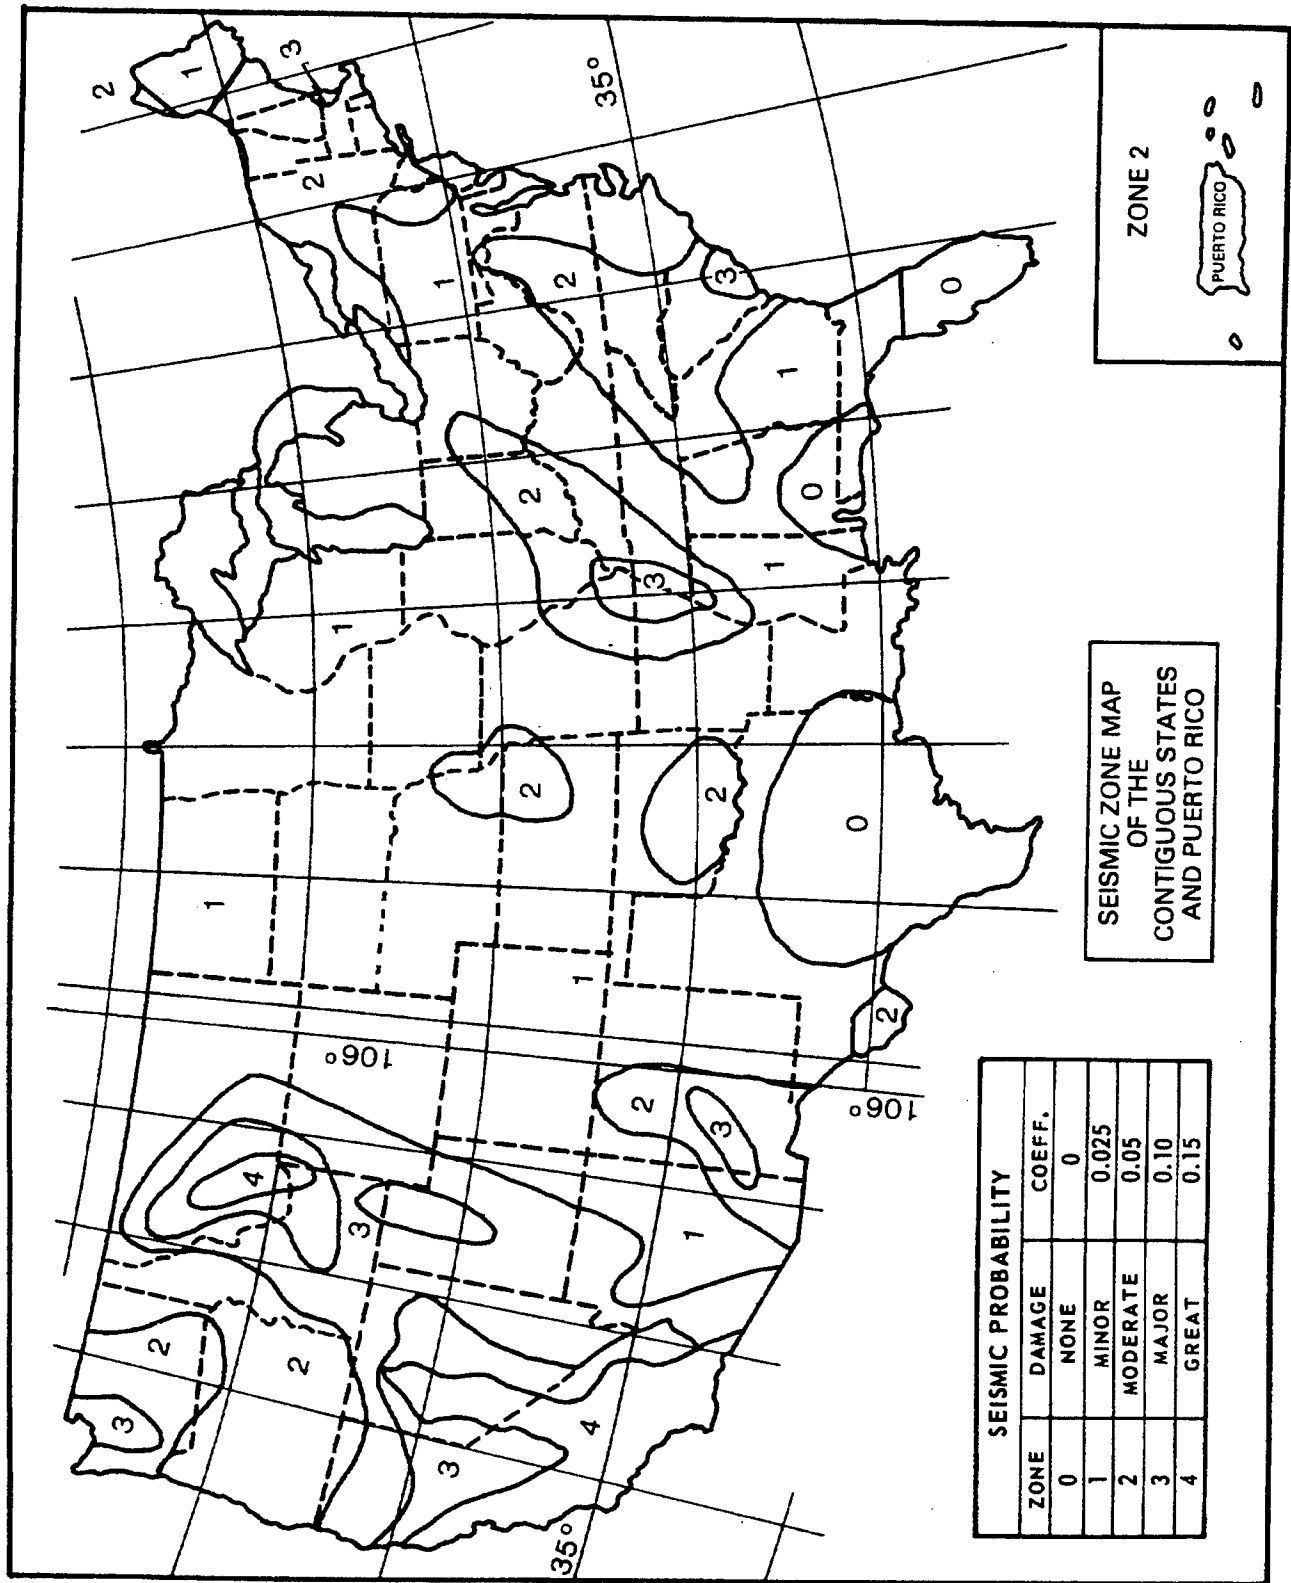 3
2
2
3
4
35°
4
3
1
2
3
106°
106°
1
1
2
2
2
0
1
3
2
1
0
1
1
2
3
0
2
2
1
3
35°
SEISMIC PROBABILITY
ZONE DAMAGE COEFF.
0 NONE 0
1 MINOR 0.025
2 MODERATE 0.05
3 MAJOR 0.10
4 GREAT 0.15
SEISMIC ZONE MAP
OF THE
CONTIGUOUS STATES
AND PUERTO RICO
ZONE 2
PUERTO RICO